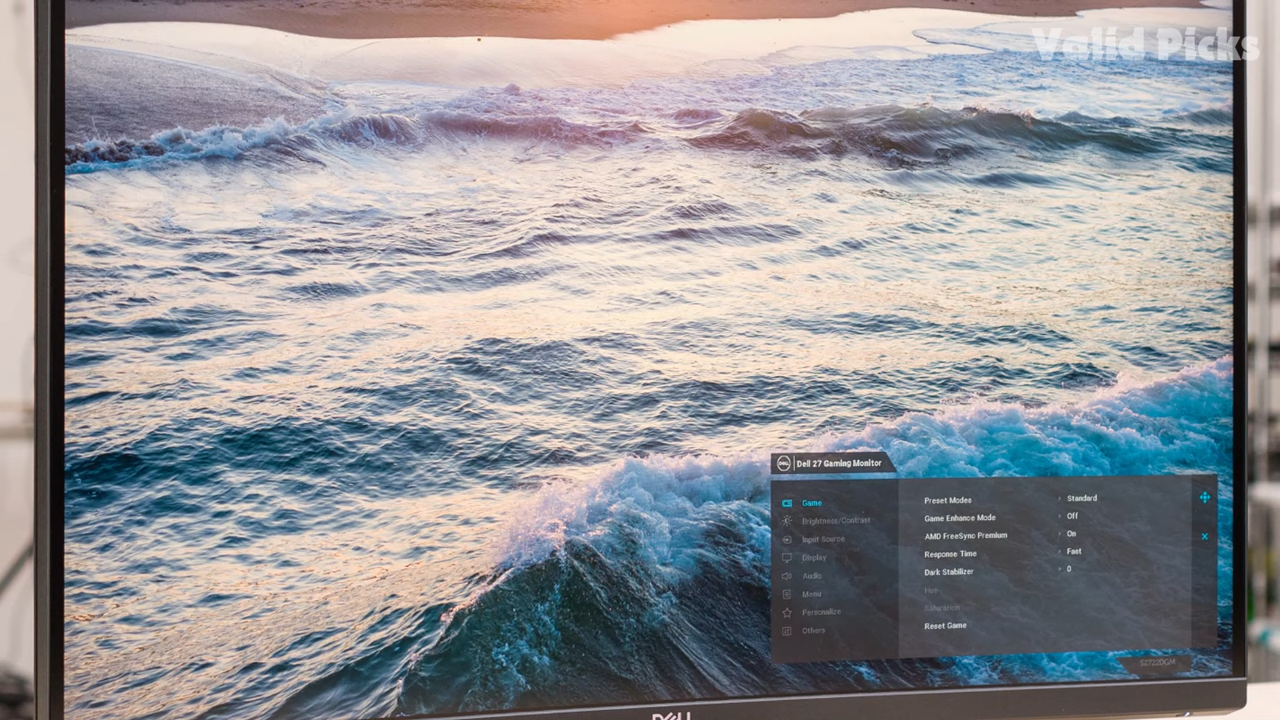 Valid Picks
DELL Dell 27 Gaming Monitor
Game
Brightness/Contrast
Input Source
Display
Audio
Menu
Personalize
Others
Preset Modes Standard
Game Enhance Mode Off
AMD FreeSync Premium On
Response Time Fast
Dark Stabilizer 0
Hue
Saturation
Reset Game
S2722DGM
DELL